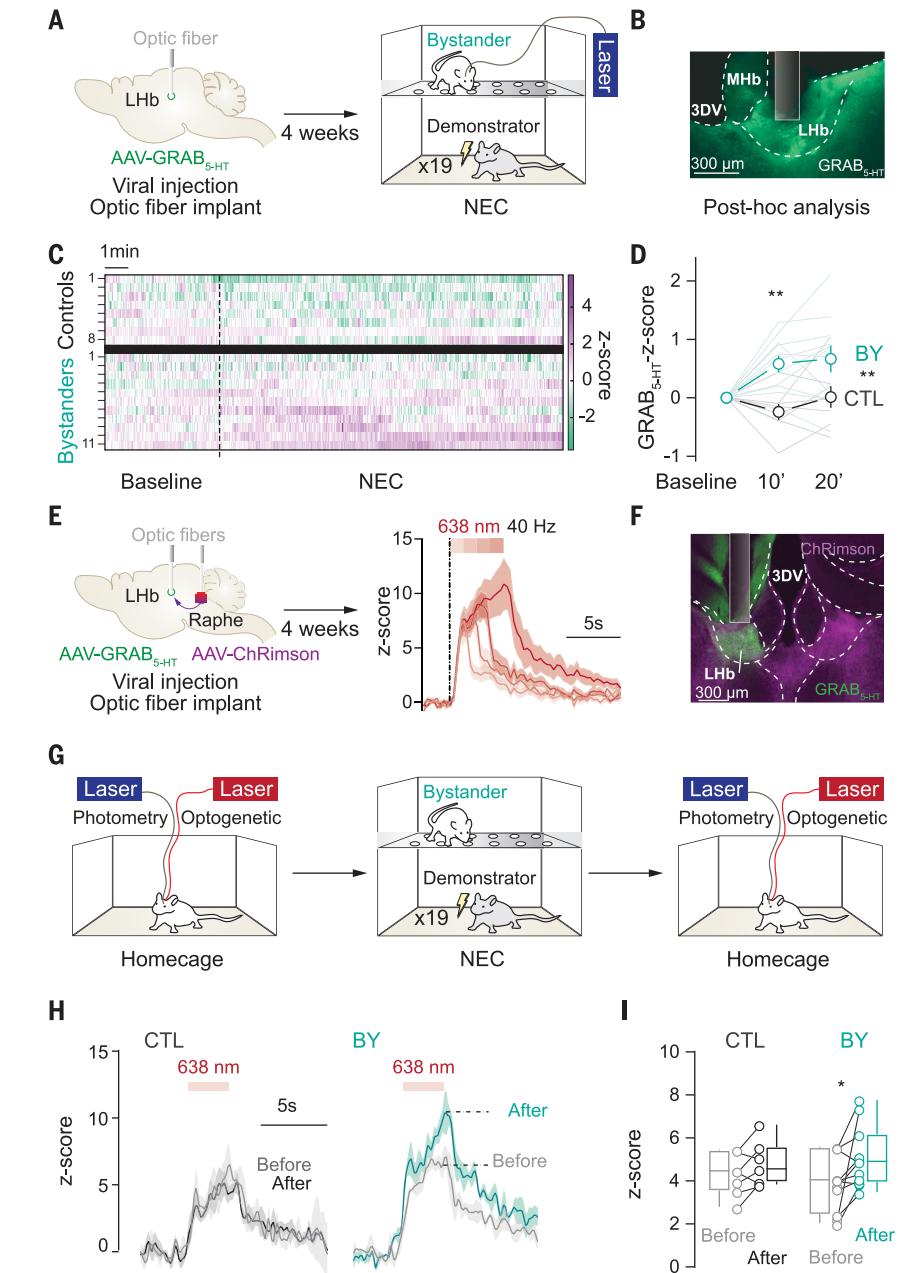 A
Optic fiber
LHb
AAV-GRAB5-HT
Viral injection
Optic fiber implant
4 weeks
Bystander
Laser
Demonstrator
x19
NEC
B
MHb
3DV
LHb
300 µm
GRAB5-HT
Post-hoc analysis
C
1min
Controls
Bystanders
1
8
1
11
Baseline
NEC
4
2
0
-2
z-score
D
GRAB5-HT-z-score
2
1
0
-1
**
BY
**
CTL
Baseline 10' 20'
E
Optic fibers
LHb
Raphe
AAV-GRAB5-HT AAV-ChRimson
Viral injection
Optic fiber implant
4 weeks
638 nm 40 Hz
z-score
15
10
5
0
5s
F
ChRimson
3DV
LHb
300 µm
GRAB5-HT
G
Laser
Laser
Photometry
Optogenetic
Homecage
Bystander
Demonstrator
x19
NEC
Laser
Laser
Photometry
Optogenetic
Homecage
H
z-score
15
10
5
0
CTL
638 nm
5s
Before
After
BY
638 nm
After
Before
I
z-score
10
8
6
4
2
0
CTL
BY
*
Before
After
Before
After